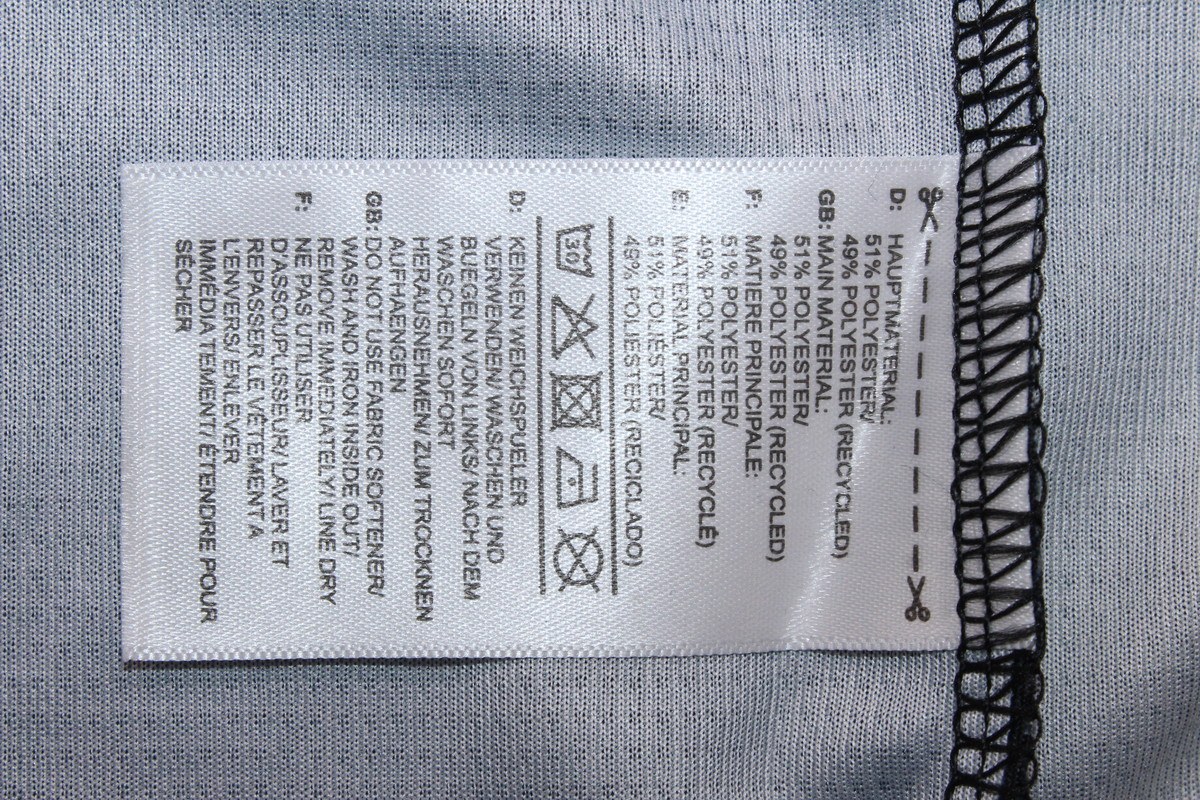 D: HAUPTMATERIAL:
51% POLYESTER/
49% POLYESTER (RECYCLED)
GB: MAIN MATERIAL:
51% POLYESTER/
49% POLYESTER (RECYCLED)
F: MATIERE PRINCIPALE:
51% POLYESTER/
49% POLYESTER (RECYCLÉ)
E: MATERIAL PRINCIPAL:
51% POLIÉSTER/
49% POLIÉSTER (RECICLADO)
30
D: KEINEN WEICHSPUELER
VERWENDEN/ WASCHEN UND
BUEGELN VON LINKS/ NACH DEM
WASCHEN SOFORT
HERAUSNEHMEN/ ZUM TROCKNEN
AUFHAENGEN
GB: DO NOT USE FABRIC SOFTENER/
WASH AND IRON INSIDE OUT/
REMOVE IMMEDIATELY/ LINE DRY
F: NE PAS UTILISER
D'ASSOUPLISSEUR/ LAVER ET
REPASSER LE VÊTEMENT A
L'ENVERS/ ENLEVER
IMMÉDIATEMENT/ ÉTENDRE POUR
SÉCHER